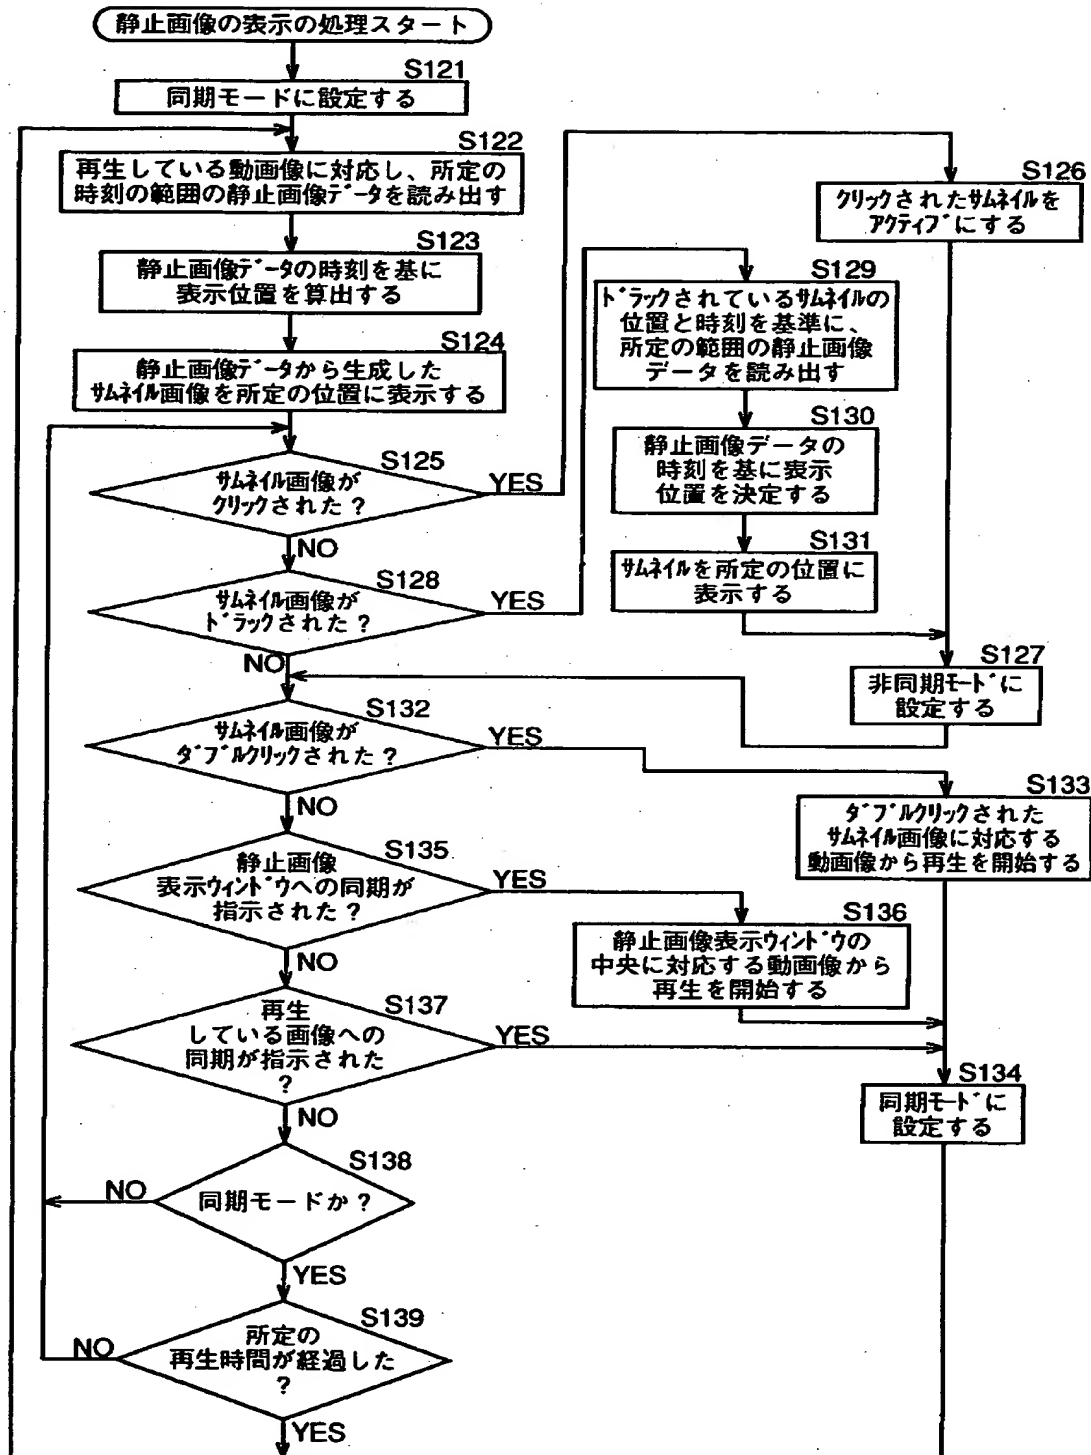 静止画像の表示の処理スタート
S121
同期モードに設定する
S122
再生している動画像に対応し、所定の
時刻の範囲の静止画像ﾃﾞｰﾀを読み出す
S123
静止画像ﾃﾞｰﾀの時刻を基に
表示位置を算出する
S124
静止画像ﾃﾞｰﾀから生成した
ｻﾑﾈｲﾙ画像を所定の位置に表示する
S125
ｻﾑﾈｲﾙ画像が
ｸﾘｯｸされた？
YES
NO
S126
ｸﾘｯｸされたｻﾑﾈｲﾙを
ｱｸﾃｨﾌﾞにする
S128
ｻﾑﾈｲﾙ画像が
ﾄﾞﾗｯｸされた？
YES
NO
S129
ﾄﾞﾗｯｸされているｻﾑﾈｲﾙの
位置と時刻を基準に、
所定の範囲の静止画像
データを読み出す
S130
静止画像データの
時刻を基に表示
位置を決定する
S131
ｻﾑﾈｲﾙを所定の位置に
表示する
S127
非同期ﾓｰﾄﾞに
設定する
S132
ｻﾑﾈｲﾙ画像が
ﾀﾞﾌﾞﾙｸﾘｯｸされた？
YES
NO
S133
ﾀﾞﾌﾞﾙｸﾘｯｸされた
ｻﾑﾈｲﾙ画像に対応する
動画像から再生を開始する
S135
静止画像
表示ｳｨﾝﾄﾞｳへの同期が
指示された？
YES
NO
S136
静止画像表示ｳｨﾝﾄﾞｳの
中央に対応する動画像から
再生を開始する
S137
再生
している画像への
同期が指示された
？
YES
NO
S134
同期ﾓｰﾄﾞに
設定する
S138
同期モードか？
NO
YES
S139
所定の
再生時間が経過した
？
NO
YES